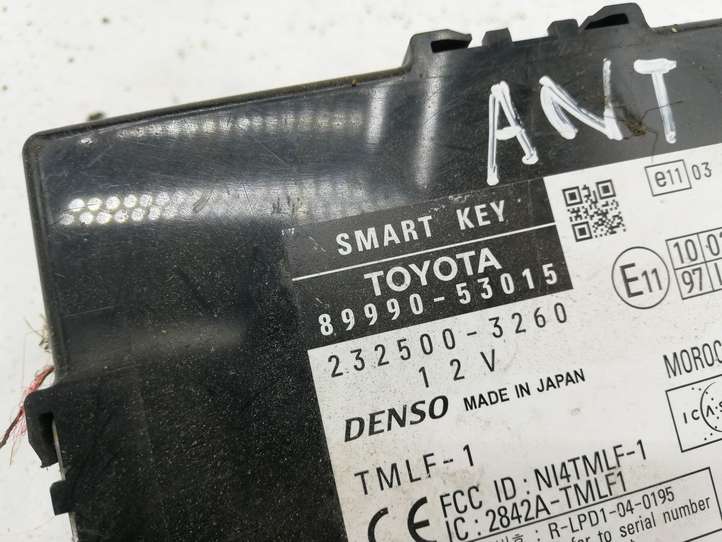 ANT
e11 03
SMART KEY
TOYOTA
89990-53015
E11
232500-3260
12V
DENSO MADE IN JAPAN
TMLF-1
CE FCC ID: NI4TMLF-1
IC: 2842A-TMLF1
: R-LPD1-04-0195
to serial number